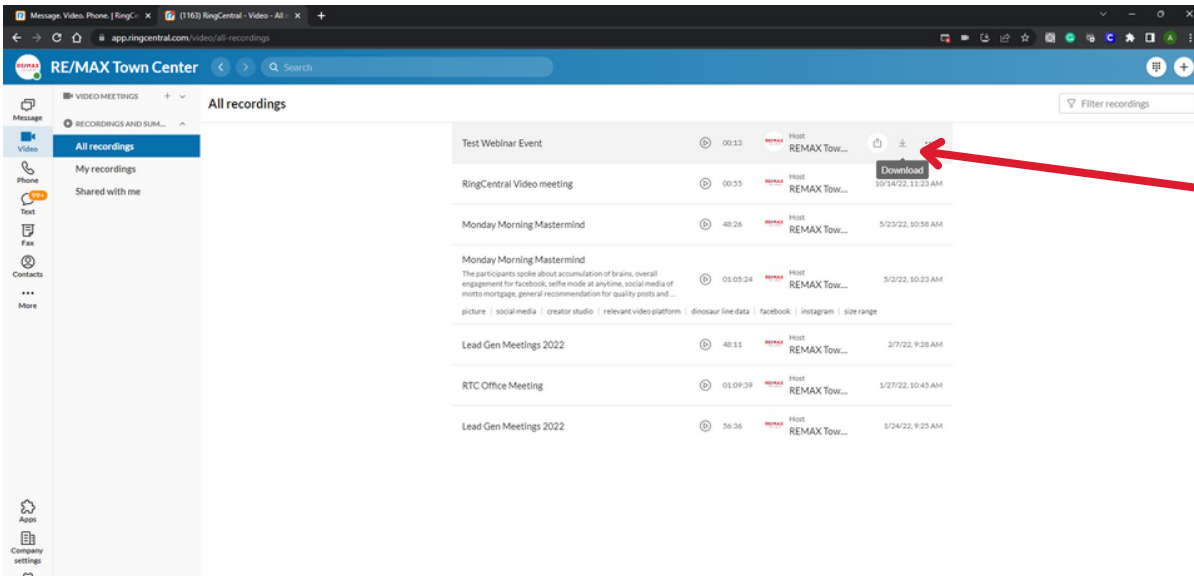 Message. Video. Phone. | RingCe
(1163) RingCentral - Video - All r
app.ringcentral.com/video/all-recordings
RE/MAX
RE/MAX Town Center
Search
Message
Video
Phone
99+
Text
Fax
Contacts
More
Apps
Company
settings
VIDEO MEETINGS
RECORDINGS AND SUM...
All recordings
My recordings
Shared with me
All recordings
Filter recordings
Test Webinar Event 00:13 Host
REMAX Tow...
Download
RingCentral Video meeting 00:55 Host
REMAX Tow... 10/14/22, 11:23 AM
Monday Morning Mastermind 48:26 Host
REMAX Tow... 5/23/22, 10:58 AM
Monday Morning Mastermind
The participants spoke about accumulation of brains, overall
engagement for facebook, selfie mode at anytime, social media of
motto mortgage, general recommendation for quality posts and ...
01:05:24 Host
REMAX Tow... 5/2/22, 10:23 AM
picture | social media | creator studio | relevant video platform | dinosaur line data | facebook | instagram | size range
Lead Gen Meetings 2022 48:11 Host
REMAX Tow... 2/7/22, 9:28 AM
RTC Office Meeting 01:09:39 Host
REMAX Tow... 1/27/22, 10:45 AM
Lead Gen Meetings 2022 56:36 Host
REMAX Tow... 1/24/22, 9:25 AM